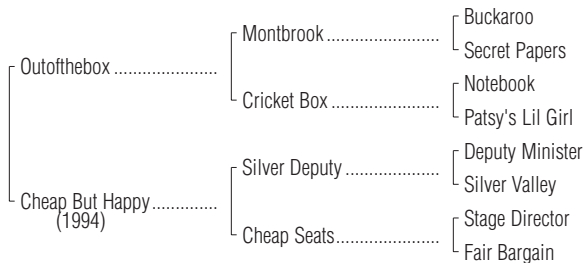 Buckaroo
Montbrook ........................
Secret Papers
Outofthebox ......................
Notebook
Cricket Box .......................
Patsy's Lil Girl
Deputy Minister
Silver Deputy ....................
Silver Valley
Cheap But Happy ..............
(1994)
Stage Director
Cheap Seats......................
Fair Bargain